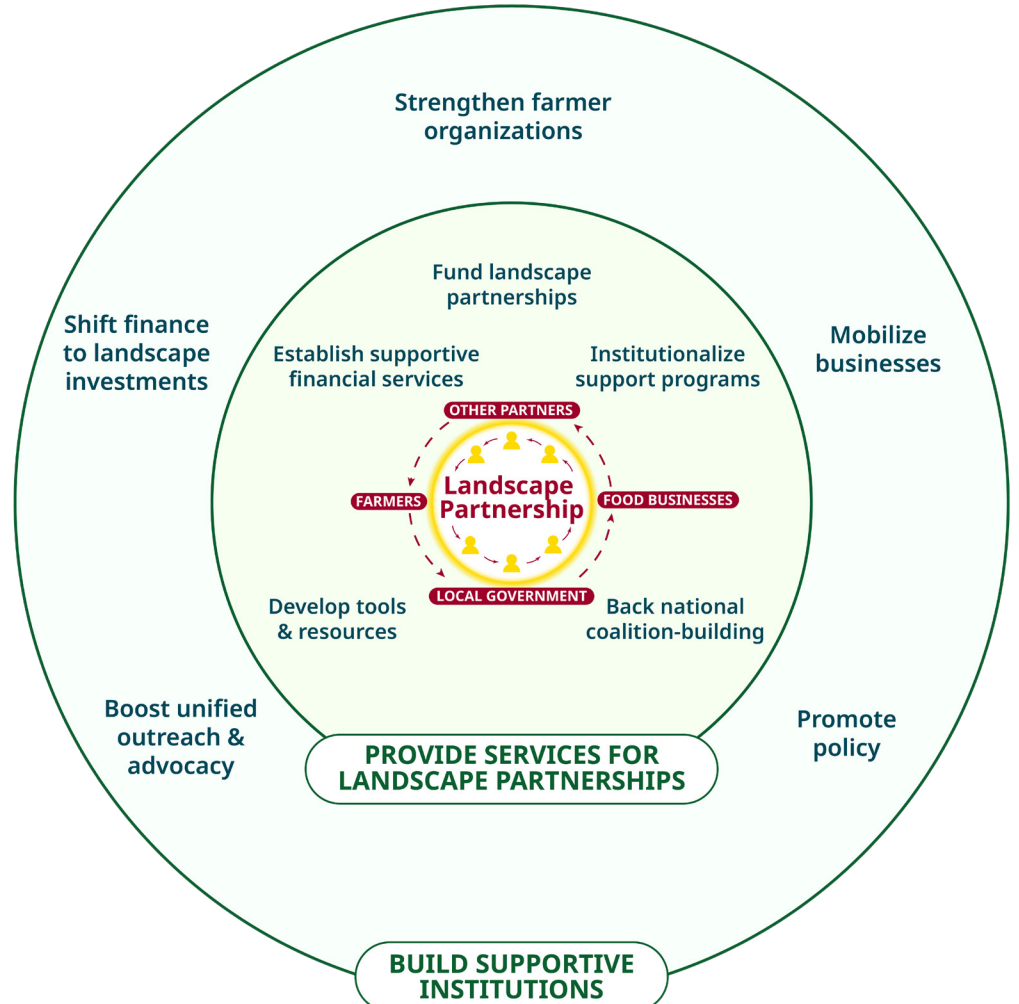 Strengthen farmer
organizations
Fund landscape
partnerships
Shift finance
to landscape
investments
Mobilize
businesses
Establish supportive
financial services
Institutionalize
support programs
OTHER PARTNERS
Landscape
Partnership
FARMERS
FOOD BUSINESSES
LOCAL GOVERNMENT
Develop tools
& resources
Back national
coalition-building
Boost unified
outreach &
advocacy
Promote
policy
PROVIDE SERVICES FOR
LANDSCAPE PARTNERSHIPS
BUILD SUPPORTIVE
INSTITUTIONS